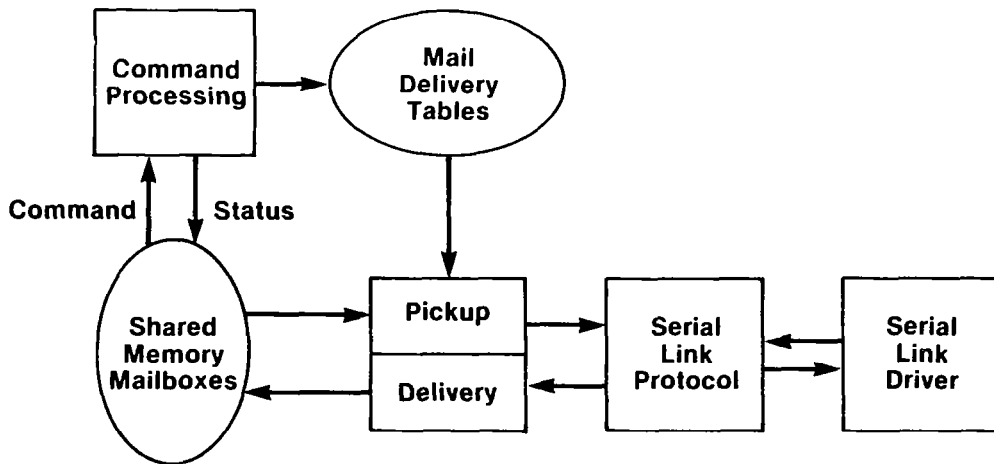 Command
Processing
Mail
Delivery
Tables
Command
Status
Shared
Memory
Mailboxes
Pickup
Delivery
Serial
Link
Protocol
Serial
Link
Driver